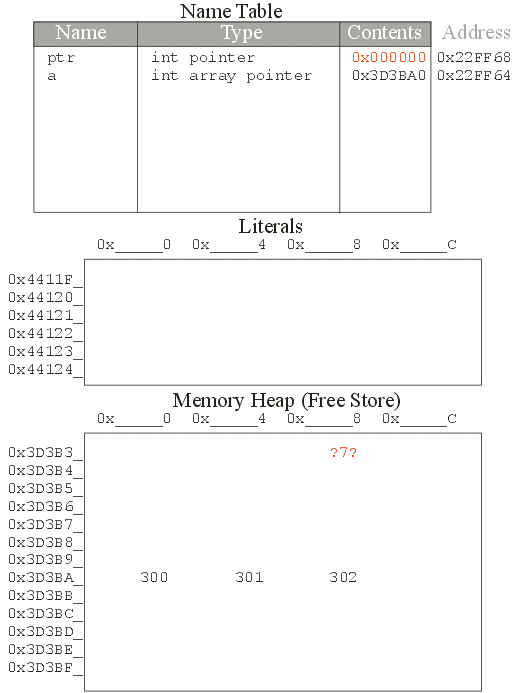 Name Table
Name Type Contents Address
ptr int pointer 0x000000 0x22FF68
a int array pointer 0x3D3BA0 0x22FF64
Literals
0x_____0 0x_____4 0x_____8 0x_____C
0x4411F_
0x44120_
0x44121_
0x44122_
0x44123_
0x44124_
Memory Heap (Free Store)
0x_____0 0x_____4 0x_____8 0x_____C
0x3D3B3_ ?7?
0x3D3B4_
0x3D3B5_
0x3D3B6_
0x3D3B7_
0x3D3B8_
0x3D3B9_
0x3D3BA_ 300 301 302
0x3D3BB_
0x3D3BC_
0x3D3BD_
0x3D3BE_
0x3D3BF_